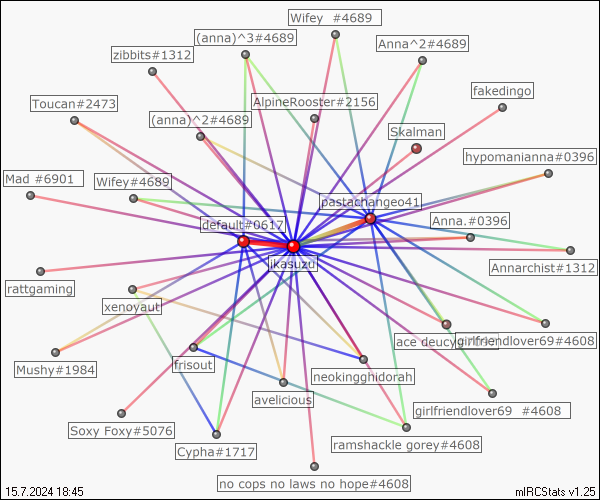 Wifey  #4689
(anna)^3#4689
Anna^2#4689
zibbits#1312
fakedingo
Toucan#2473
AlpineRooster#2156
(anna)^2#4689
Skalman
hypomanianna#0396
Mad #6901
Wifey#4689
pastachangeo41
default#0617
Anna.#0396
ikasuzu
Annarchist#1312
rattgaming
xenoyaut
ace deucy
girlfriendlover69#4608
Mushy#1984
frisout
neokingghidorah
avelicious
girlfriendlover69  #4608
Soxy Foxy#5076
Cypha#1717
ramshackle gorey#4608
no cops no laws no hope#4608
15.7.2024 18:45
mIRCStats v1.25